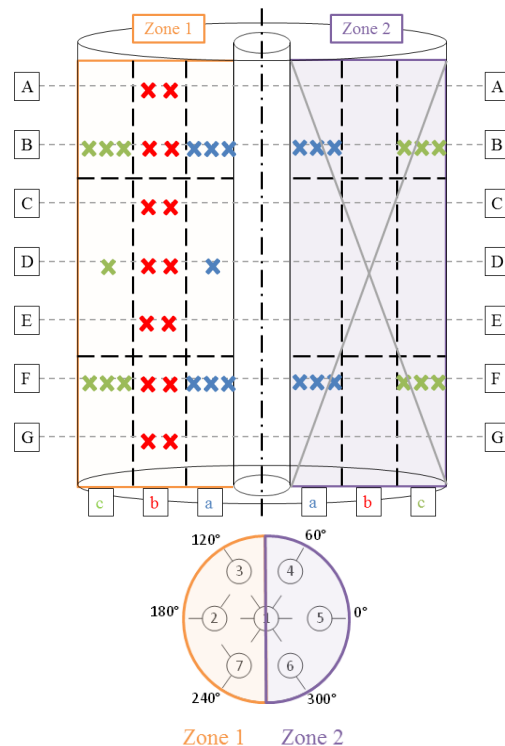 Zone 1 Zone 2
A A
B B
C C
D D
E E
F F
G G
c b a a b c
120° 60°
3 4
180° 2 1 5 0°
7 6
240° 300°
Zone 1 Zone 2